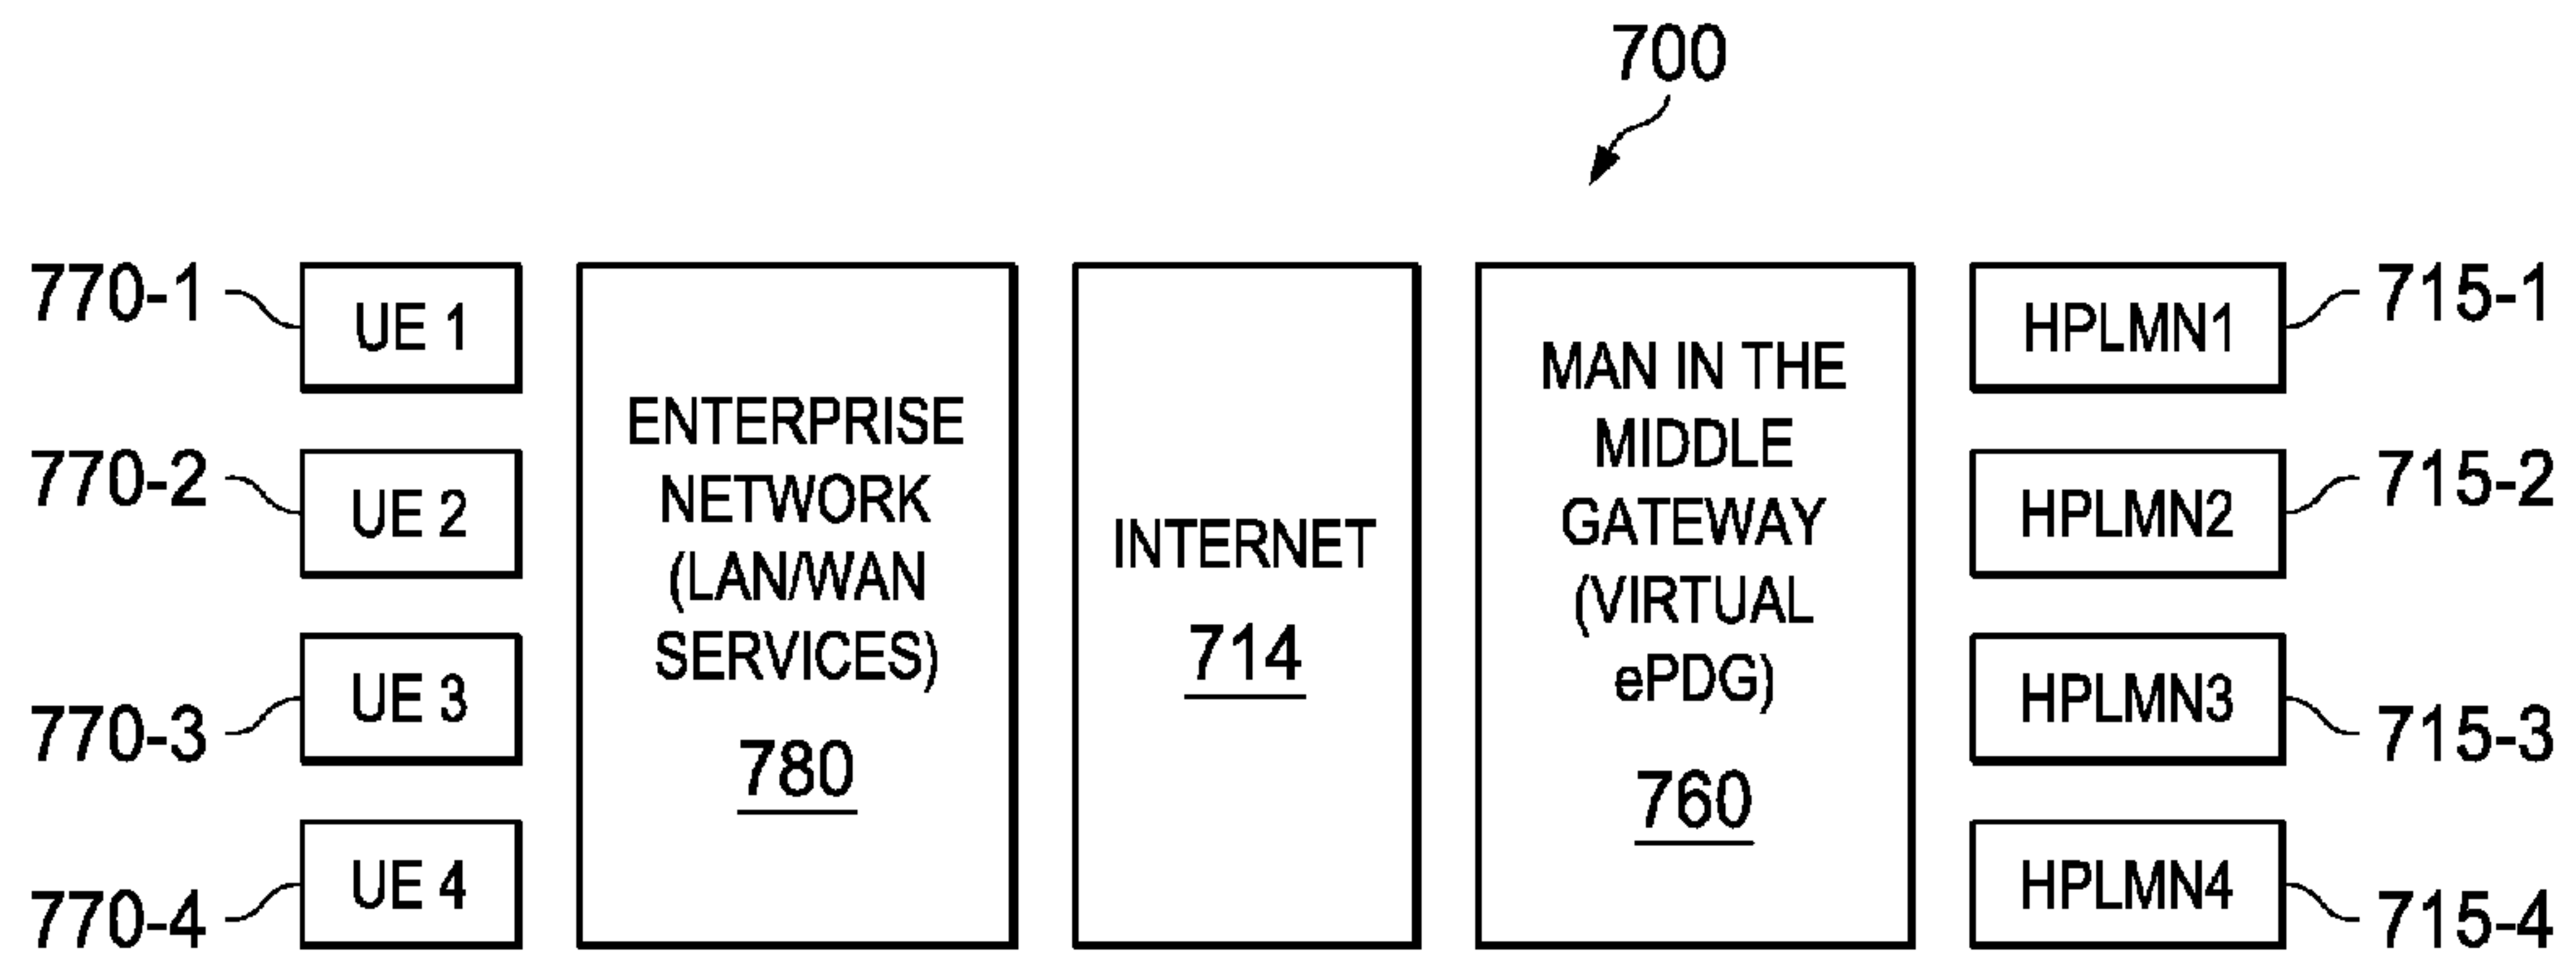 700
770-1
UE 1
770-2
UE 2
770-3
UE 3
770-4
UE 4
ENTERPRISE
NETWORK
(LAN/WAN
SERVICES)
780
INTERNET
714
MAN IN THE
MIDDLE
GATEWAY
(VIRTUAL
ePDG)
760
HPLMN1
715-1
HPLMN2
715-2
HPLMN3
715-3
HPLMN4
715-4